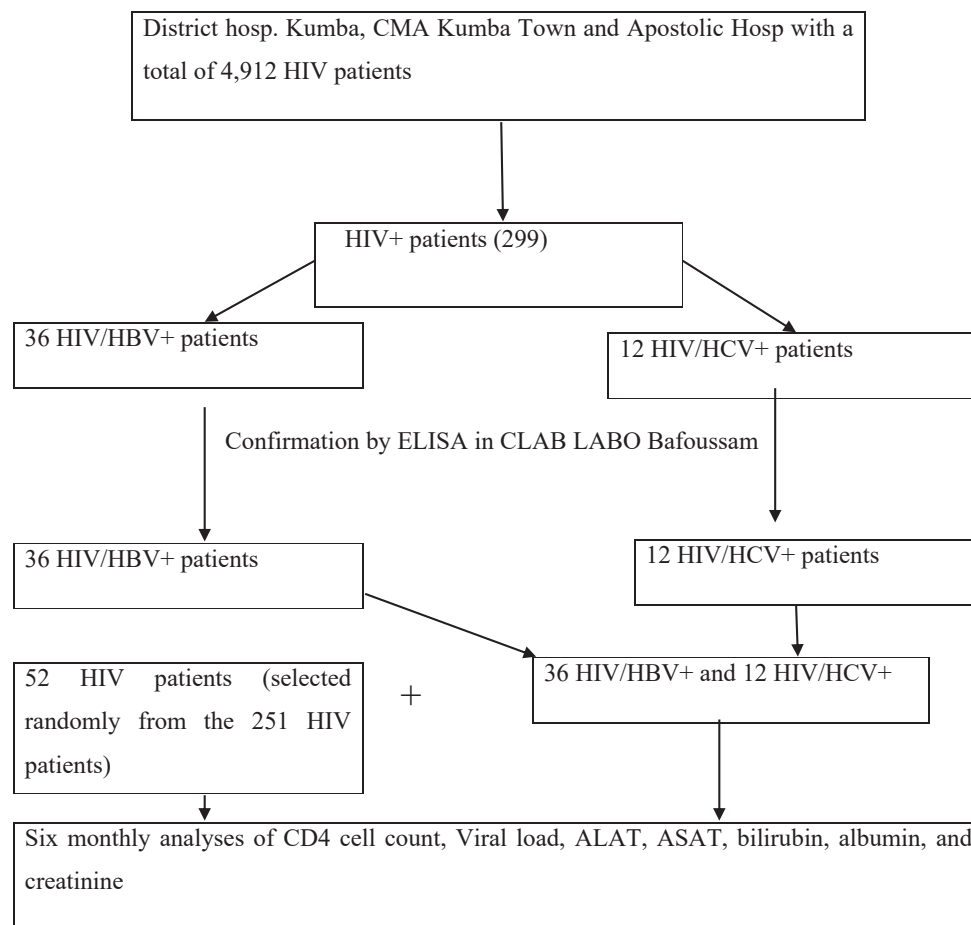 District hosp. Kumba, CMA Kumba Town and Apostolic Hosp with a
total of 4,912 HIV patients
HIV+ patients (299)
36 HIV/HBV+ patients
12 HIV/HCV+ patients
Confirmation by ELISA in CLAB LABO Bafoussam
36 HIV/HBV+ patients
12 HIV/HCV+ patients
52 HIV patients (selected
randomly from the 251 HIV
patients)
+
36 HIV/HBV+ and 12 HIV/HCV+
Six monthly analyses of CD4 cell count, Viral load, ALAT, ASAT, bilirubin, albumin, and
creatinine